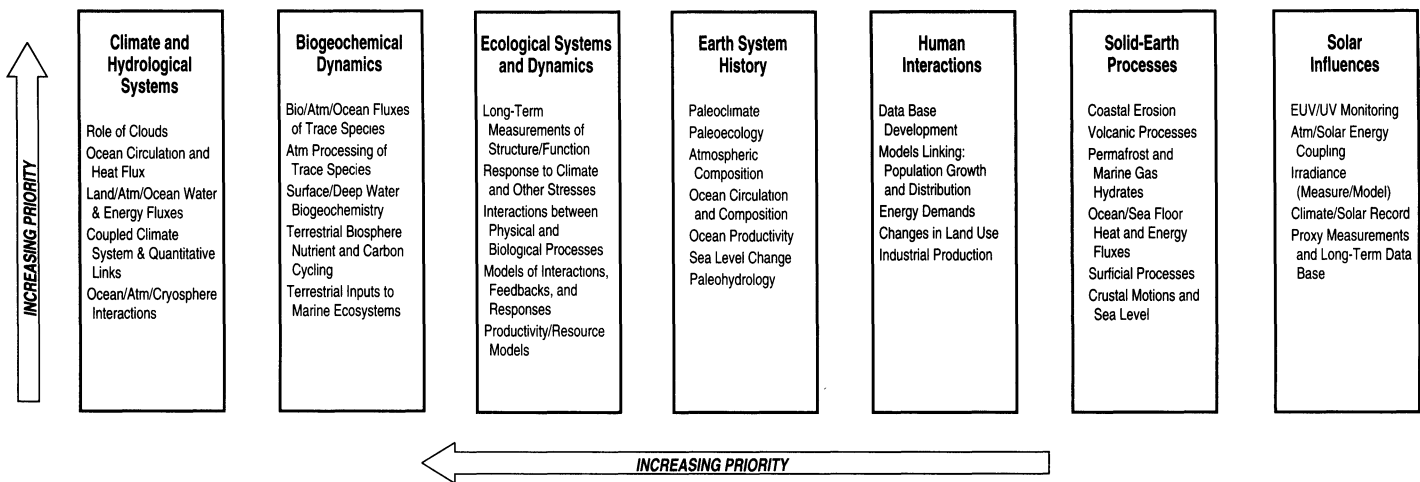 INCREASING PRIORITY
Climate and
Hydrological
Systems
Role of Clouds
Ocean Circulation and
Heat Flux
Land/Atm/Ocean Water
& Energy Fluxes
Coupled Climate
System & Quantitative
Links
Ocean/Atm/Cryosphere
Interactions
Biogeochemical
Dynamics
Bio/Atm/Ocean Fluxes
of Trace Species
Atm Processing of
Trace Species
Surface/Deep Water
Biogeochemistry
Terrestrial Biosphere
Nutrient and Carbon
Cycling
Terrestrial Inputs to
Marine Ecosystems
Ecological Systems
and Dynamics
Long-Term
Measurements of
Structure/Function
Response to Climate
and Other Stresses
Interactions between
Physical and
Biological Processes
Models of Interactions,
Feedbacks, and
Responses
Productivity/Resource
Models
Earth System
History
Paleoclimate
Paleoecology
Atmospheric
Composition
Ocean Circulation
and Composition
Ocean Productivity
Sea Level Change
Paleohydrology
Human
Interactions
Data Base
Development
Models Linking:
Population Growth
and Distribution
Energy Demands
Changes in Land Use
Industrial Production
Solid-Earth
Processes
Coastal Erosion
Volcanic Processes
Permafrost and
Marine Gas
Hydrates
Ocean/Sea Floor
Heat and Energy
Fluxes
Surficial Processes
Crustal Motions and
Sea Level
Solar
Influences
EUV/UV Monitoring
Atm/Solar Energy
Coupling
Irradiance
(Measure/Model)
Climate/Solar Record
Proxy Measurements
and Long-Term Data
Base
INCREASING PRIORITY